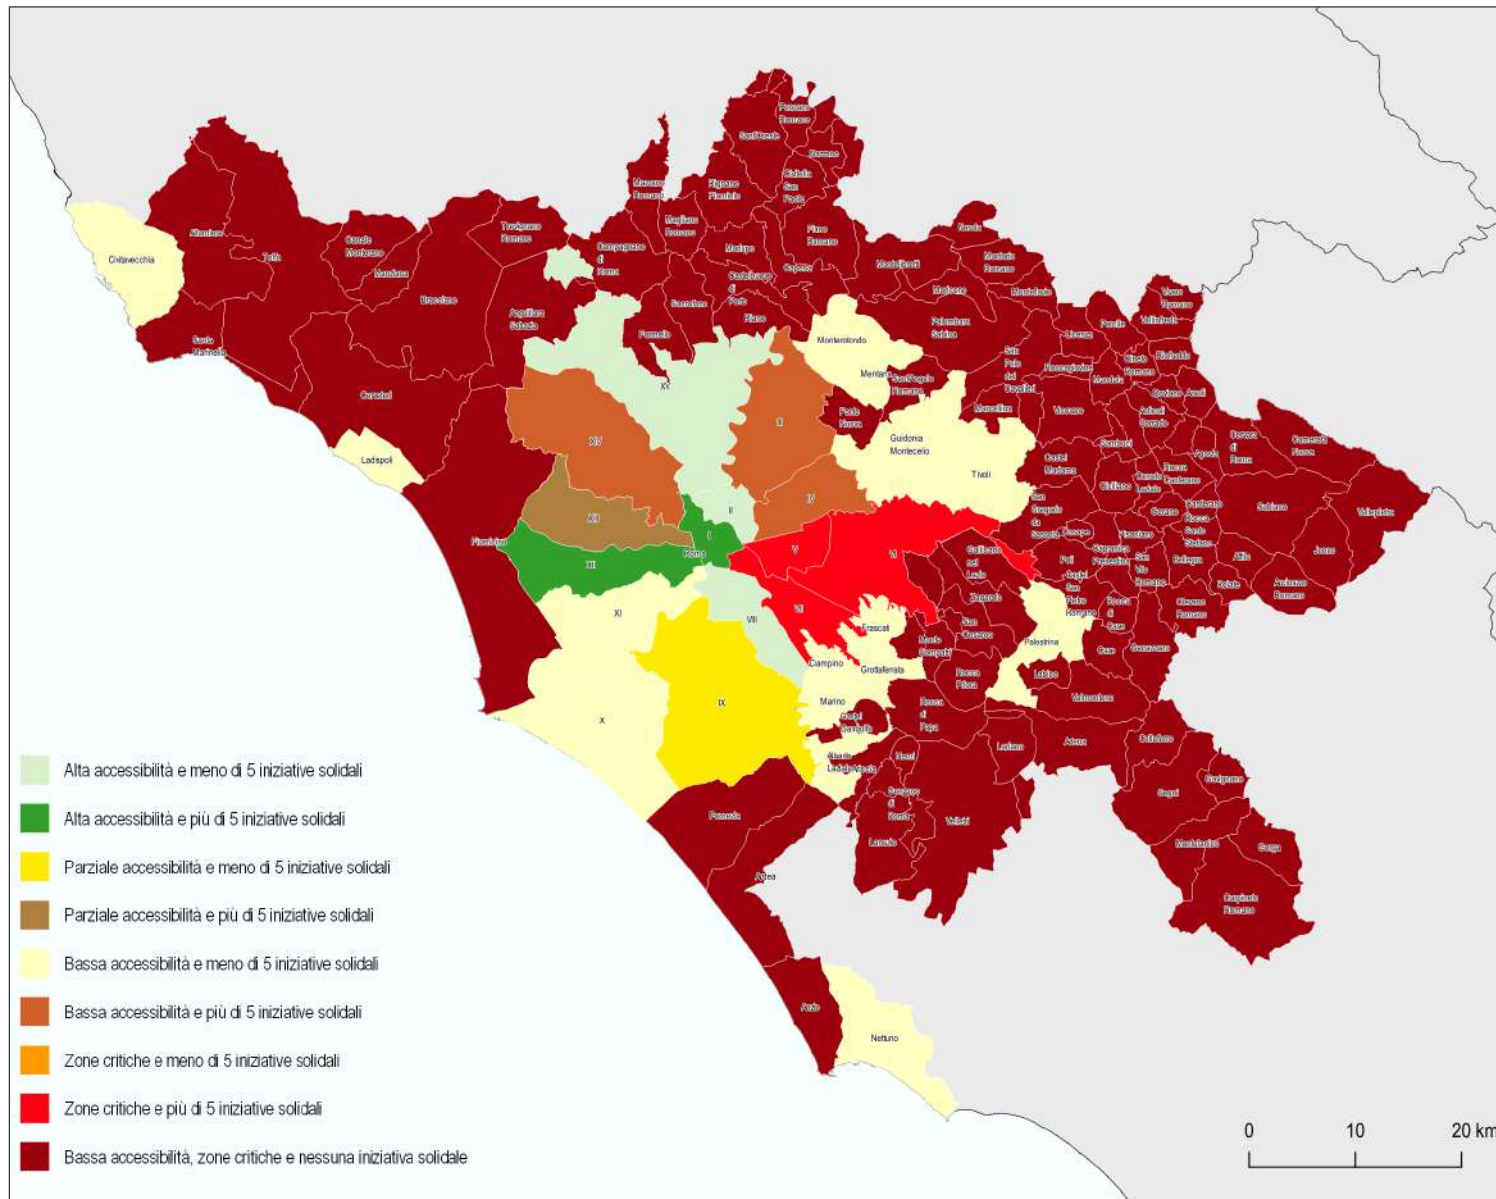 Ponzano
Romano
Sant'Oreste
Nazzano
Civitella
San
Paolo
Mazzano
Romano
Rignano
Flaminio
Magliano
Romano
Fiano
Romano
Nerola
Allumiere
Canale
Monterano
Trevignano
Romano
Campagnano
di
Roma
Morlupo
Capena
Montelibretti
Montorio
Romano
Civitavecchia
Tolfa
Manziana
Bracciano
Sacrofano
Castelnuovo
di
Porto
Moricone
Monteflavio
Vivaro
Romano
Vallinfreda
Anguillara
Sabazia
Formello
Riano
Palombara
Sabina
Percile
Licenza
Santa
Marinella
Montorotondo
Mentana
Sant'Angelo
Romano
San
Polo
dei
Cavalieri
Roccagiovine
Mandela
Cineto
Romano
Riofreddo
Roviano
Arsoli
Cerveteri
XV
Fonte
Nuova
Marcellina
Vicovaro
Anticoli
Corrado
III
XIV
Guidonia
Montecelio
Sambuci
Agosta
Cervara
di
Roma
Camerata
Nuova
Ladispoli
Tivoli
Castel
Madama
Ciciliano
Cerreto
Laziale
Rocca
Canterano
IV
II
San
Gregorio
da
Sassola
Gerano
Canterano
Rocca
Santo
Stefano
Subiaco
Vallepietra
Fiumicino
XIII
I
Roma
V
VI
Gallicano
nel
Lazio
Casape
Poli
Capranica
Prenestina
Pisoniano
San
Vito
Romano
Bellegra
Affile
Jenne
XII
Castel
San
Pietro
Romano
Roiate
Arcinazzo
Romano
Zagarolo
Rocca
di
Cave
Olevano
Romano
XI
VIII
VII
Frascati
San
Cesareo
Monte
Compatri
Palestrina
Cave
Genazzano
Ciampino
Grottaferrata
Rocca
Priora
Labico
Valmontone
X
IX
Marino
Castel
Gandolfo
Rocca
di
Papa
Lariano
Artena
Colleferro
Albano
Laziale
Ariccia
Nemi
Segni
Gavignano
Pomezia
Genzano
di
Roma
Velletri
Lanuvio
Montelanico
Gorga
Ardea
Carpineto
Romano
Anzio
Nettuno
Alta accessibilità e meno di 5 iniziative solidali
Alta accessibilità e più di 5 iniziative solidali
Parziale accessibilità e meno di 5 iniziative solidali
Parziale accessibilità e più di 5 iniziative solidali
Bassa accessibilità e meno di 5 iniziative solidali
Bassa accessibilità e più di 5 iniziative solidali
Zone critiche e meno di 5 iniziative solidali
Zone critiche e più di 5 iniziative solidali
Bassa accessibilità, zone critiche e nessuna iniziativa solidale
0 10 20 km